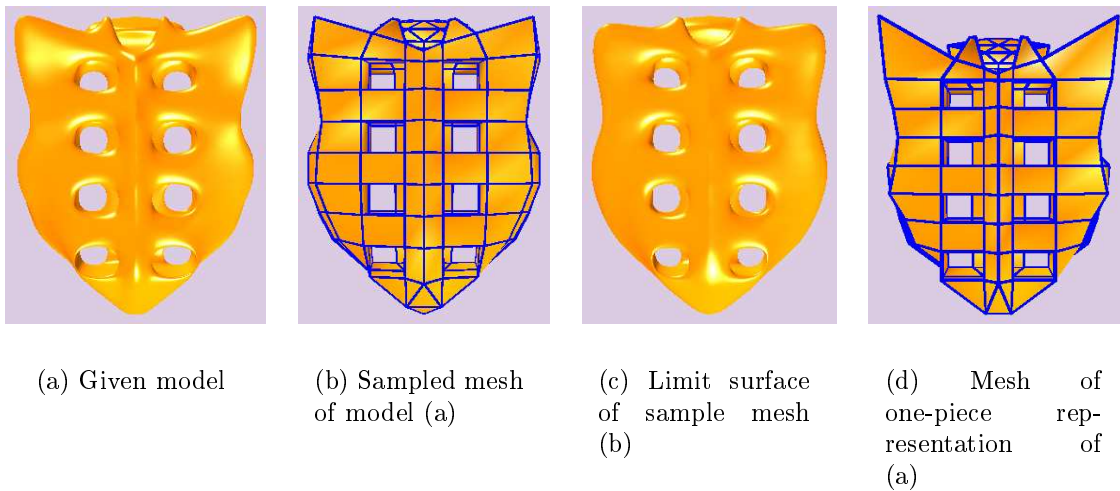 (a) Given model
(b) Sampled mesh
of model (a)
(c) Limit surface
of sample mesh
(b)
(d) Mesh of
one-piece rep-
resentation of
(a)